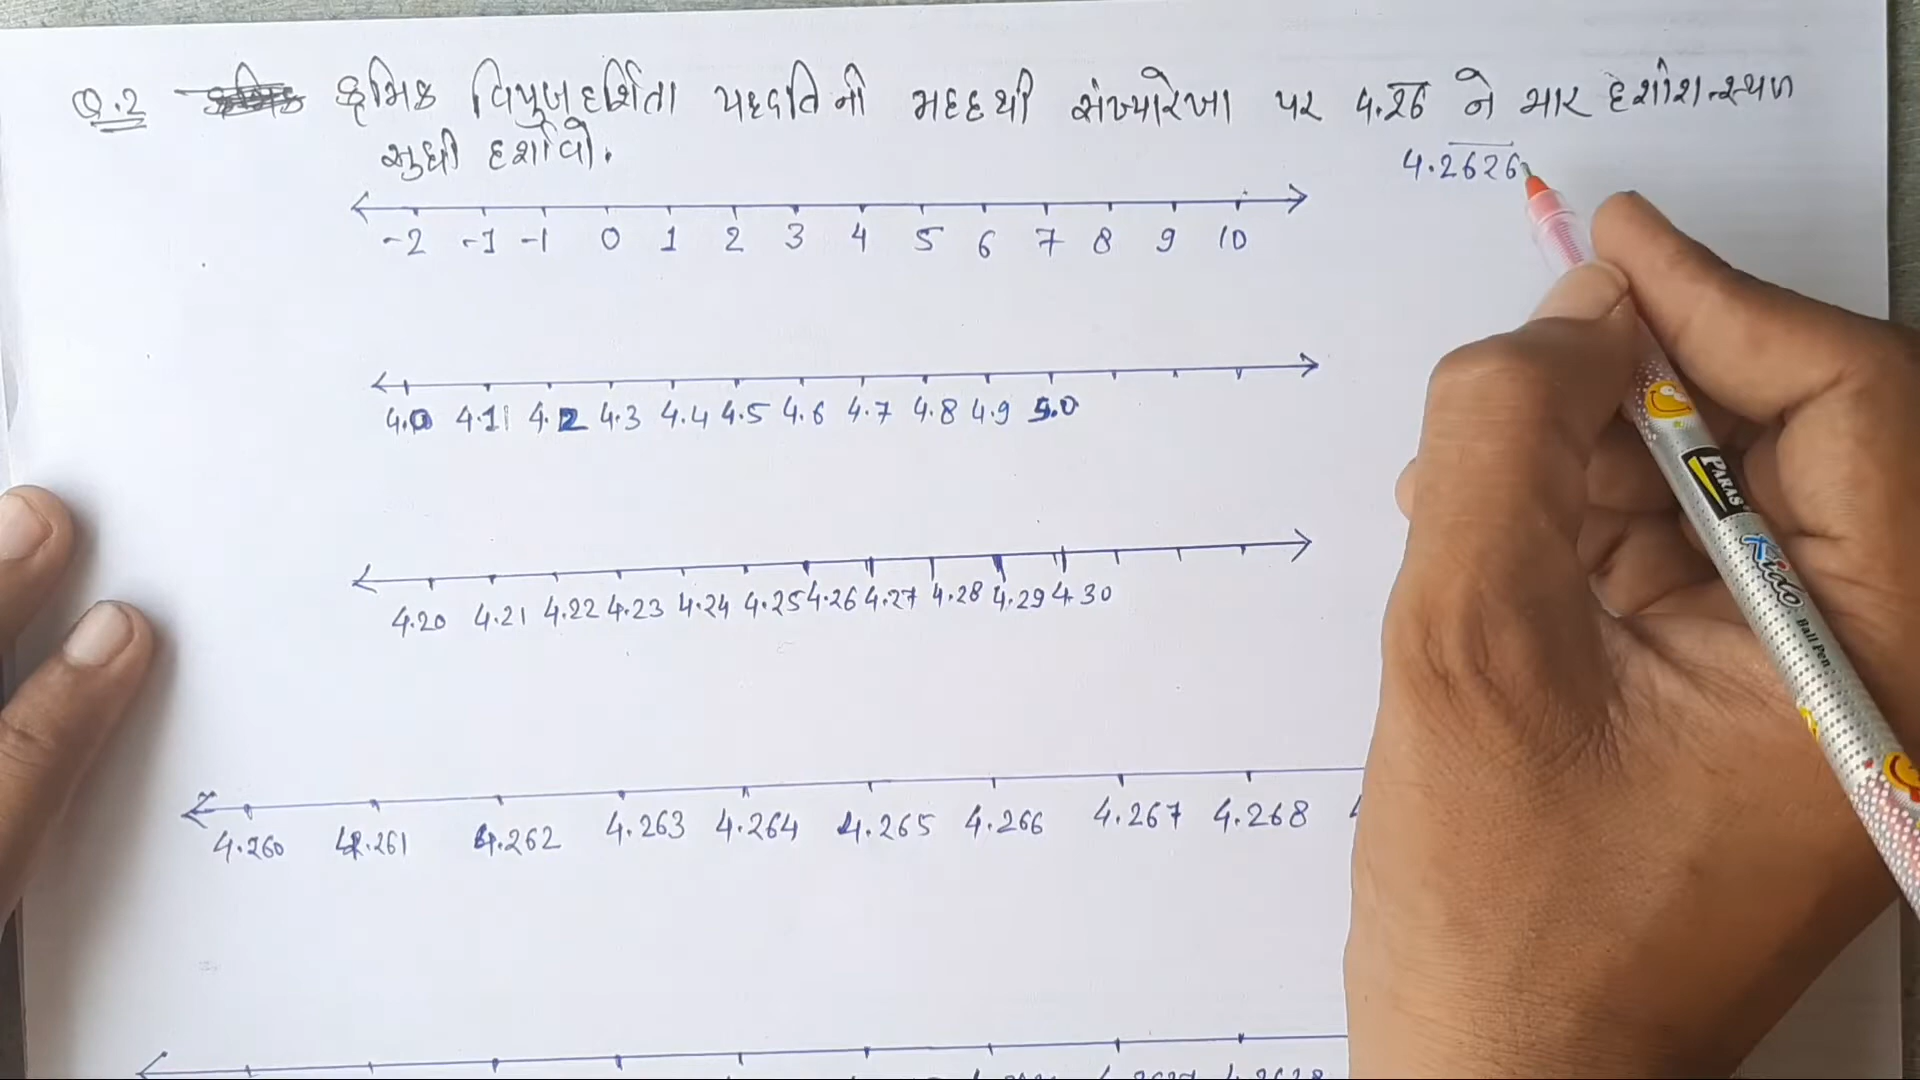 Q.2 ક્રમિક વિપુલદર્શિતા પદ્ધતિની મદદથી સંખ્યારેખા પર 4.26̅ ને ચાર દશાંશ-સ્થળ
સુધી દર્શાવો.
4.2626
-2 -1 -1 0 1 2 3 4 5 6 7 8 9 10
4.0 4.1 4.2 4.3 4.4 4.5 4.6 4.7 4.8 4.9 5.0
4.20 4.21 4.22 4.23 4.24 4.25 4.26 4.27 4.28 4.29 4.30
4.260 4.261 4.262 4.263 4.264 4.265 4.266 4.267 4.268
PARAS
Kido
Ball Pen